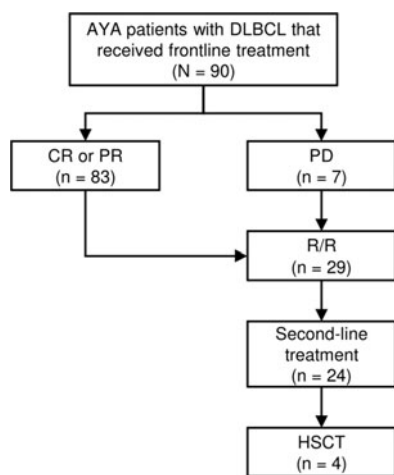 AYA patients with DLBCL that
received frontline treatment
(N = 90)
CR or PR
(n = 83)
PD
(n = 7)
R/R
(n = 29)
Second-line
treatment
(n = 24)
HSCT
(n = 4)